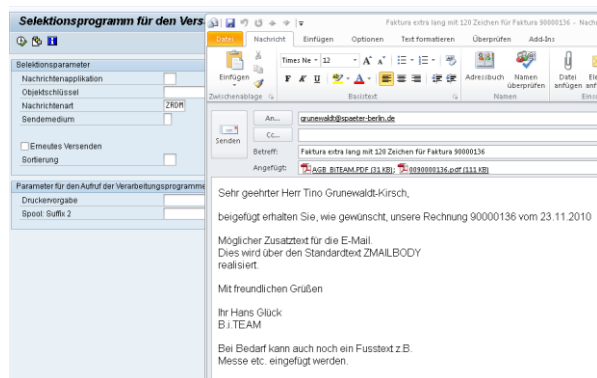 Selektionsprogramm für den Vers
Selektionsparameter
Nachrichtenapplikation
Objektschlüssel
Nachrichtenart ZRDM
Sendemedium
Erneutes Versenden
Sortierung
Parameter für den Aufruf der Verarbeitungsprogramme
Druckervorgabe
Spool: Suffix 2
Faktura extra lang mit 120 Zeichen für Faktura 90000136 - Nachr
Datei Nachricht Einfügen Optionen Text formatieren Überprüfen Add-Ins
Einfügen
Times Ne 12
F K U
Adressbuch Namen überprüfen
Datei anfügen
Zwischenablage Basistext Namen
Senden
An... grunewaldt@spaeter-berlin.de
Cc...
Betreff: Faktura extra lang mit 120 Zeichen für Faktura 90000136
Angefügt: AGB_BITEAM.PDF (31 KB); 0090000136.pdf (111 KB)
Sehr geehrter Herr Tino Grunewaldt-Kirsch,
beigefügt erhalten Sie, wie gewünscht, unsere Rechnung 90000136 vom 23.11.2010
Möglicher Zusatztext für die E-Mail.
Dies wird über den Standardtext ZMAILBODY
realisiert.
Mit freundlichen Grüßen
Ihr Hans Glück
B.i.TEAM
Bei Bedarf kann auch noch ein Fusstext z.B.
Messe etc. eingefügt werden.